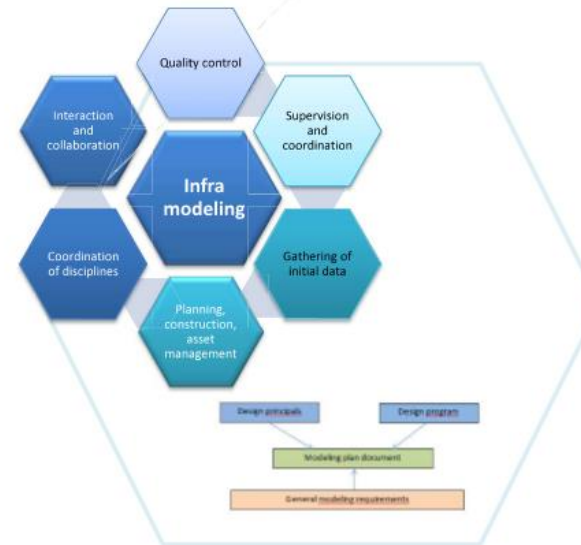 Quality control
Interaction
and
collaboration
Supervision
and
coordination
Infra
modeling
Coordination
of disciplines
Gathering of
initial data
Planning,
construction,
asset
management
Design principals
Design program
Modeling plan document
General modeling requirements